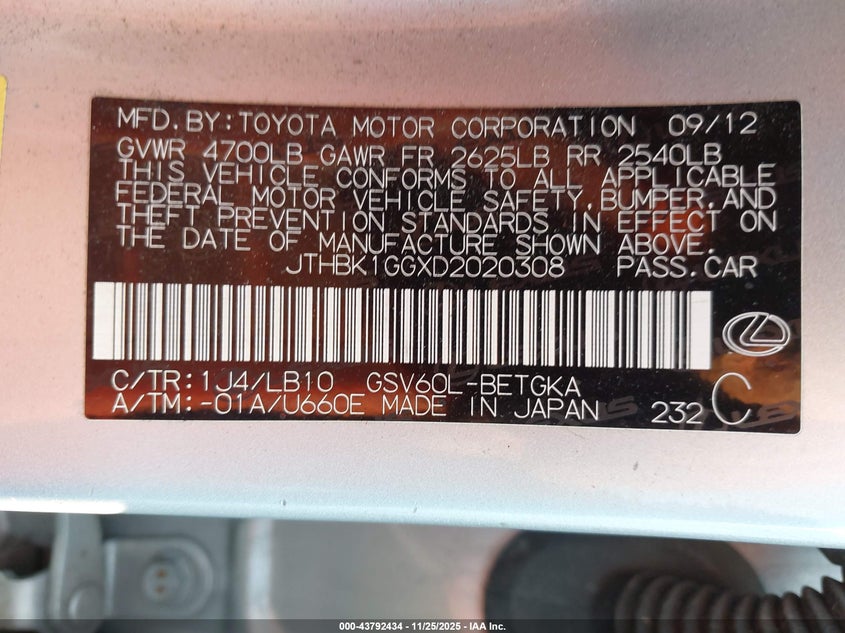 MFD.BY:TOYOTA MOTOR CORPORATION 09/12
GVWR 4700LB GAWR FR 2625LB RR 2540LB
THIS VEHICLE CONFORMS TO ALL APPLICABLE
FEDERAL MOTOR VEHICLE SAFETY,BUMPER,AND
THEFT PREVENTION STANDARDS IN EFFECT ON
THE DATE OF MANUFACTURE SHOWN ABOVE.
JTHBK1GGXD2020308 PASS.CAR
C/TR:1J4/LB10 GSV60L-BETGKA
A/TM:-01A/U660E MADE IN JAPAN 232 C
000-43792434 - 11/25/2025 - IAA Inc.